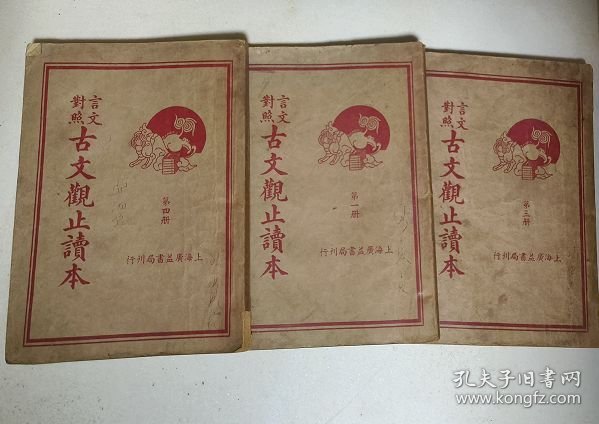 言文
對照
古文觀止讀本
第四册
上海廣益書局刊行
言文
對照
古文觀止讀本
第一册
上海廣益書局刊行
言文
對照
古文觀止讀本
第三册
上海廣益書局刊行
孔夫子旧书网
www.kongfz.com